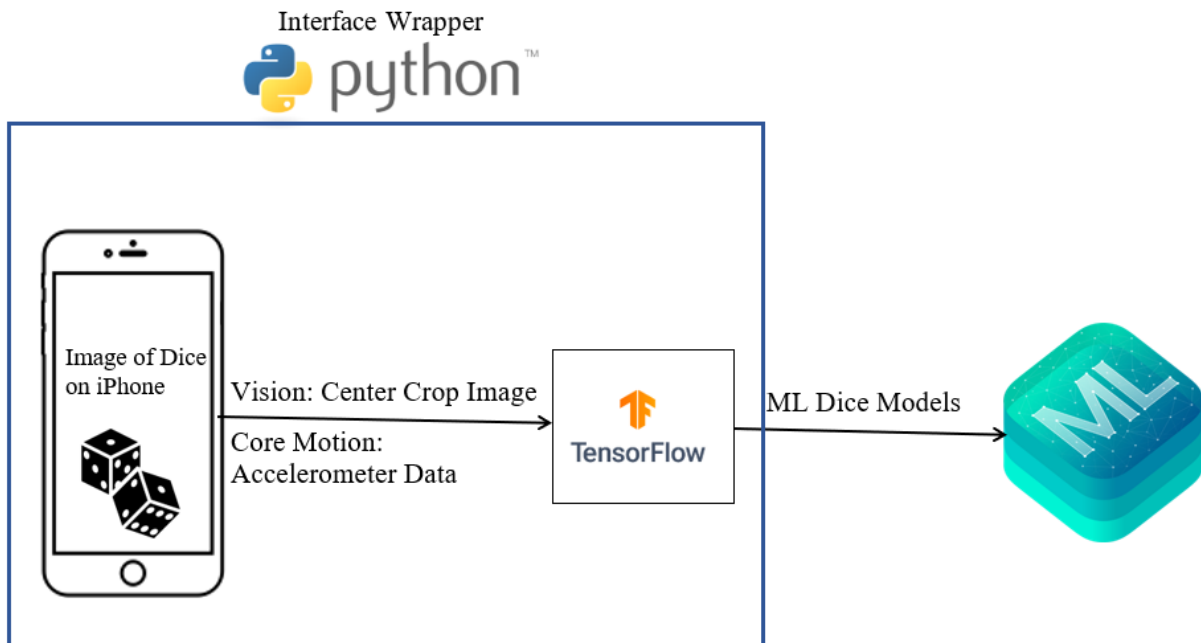 Interface Wrapper
python™
Image of Dice
on iPhone
Vision: Center Crop Image
Core Motion:
Accelerometer Data
TensorFlow
ML Dice Models
ML